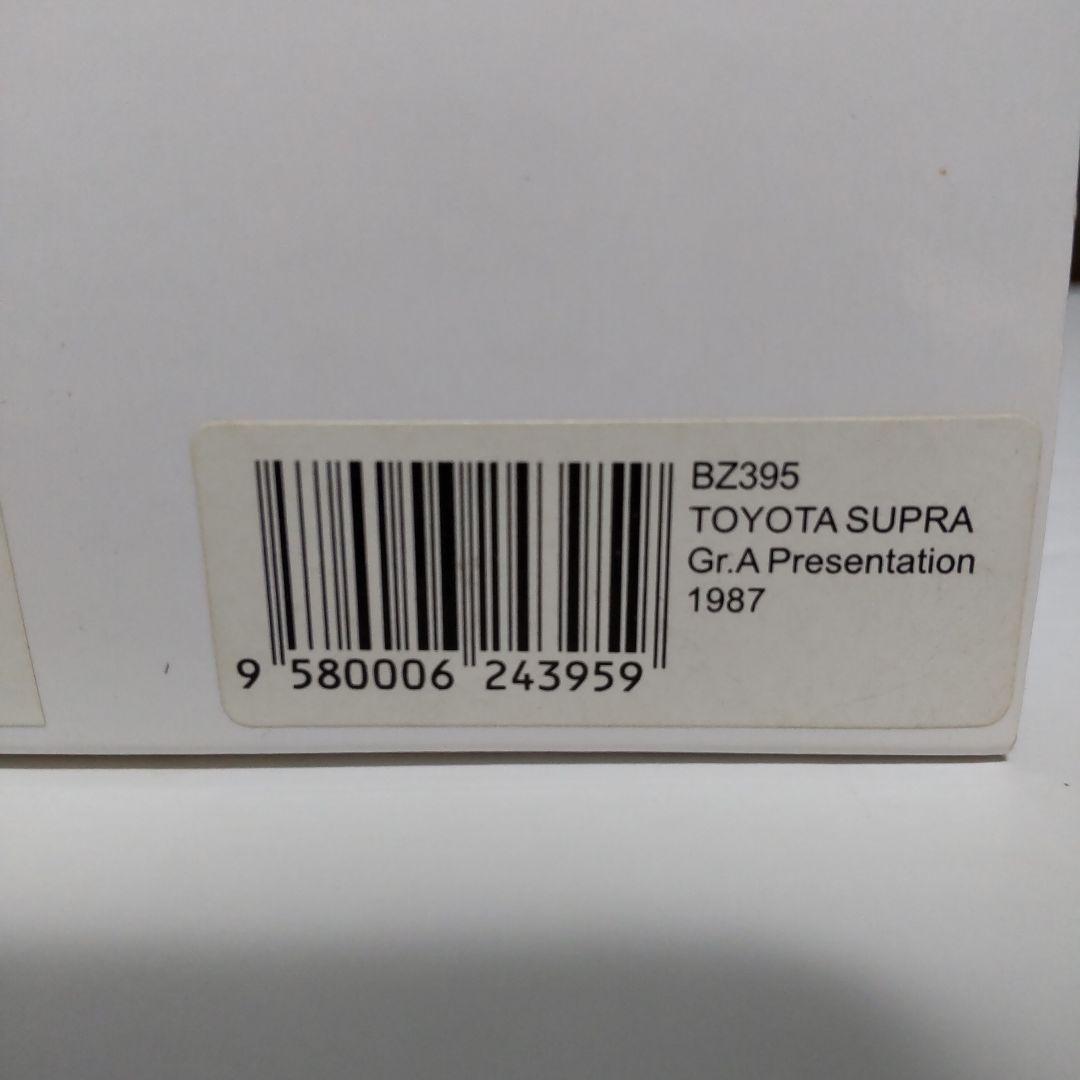 BZ395
TOYOTA SUPRA
Gr.A Presentation
1987
9 580006 243959